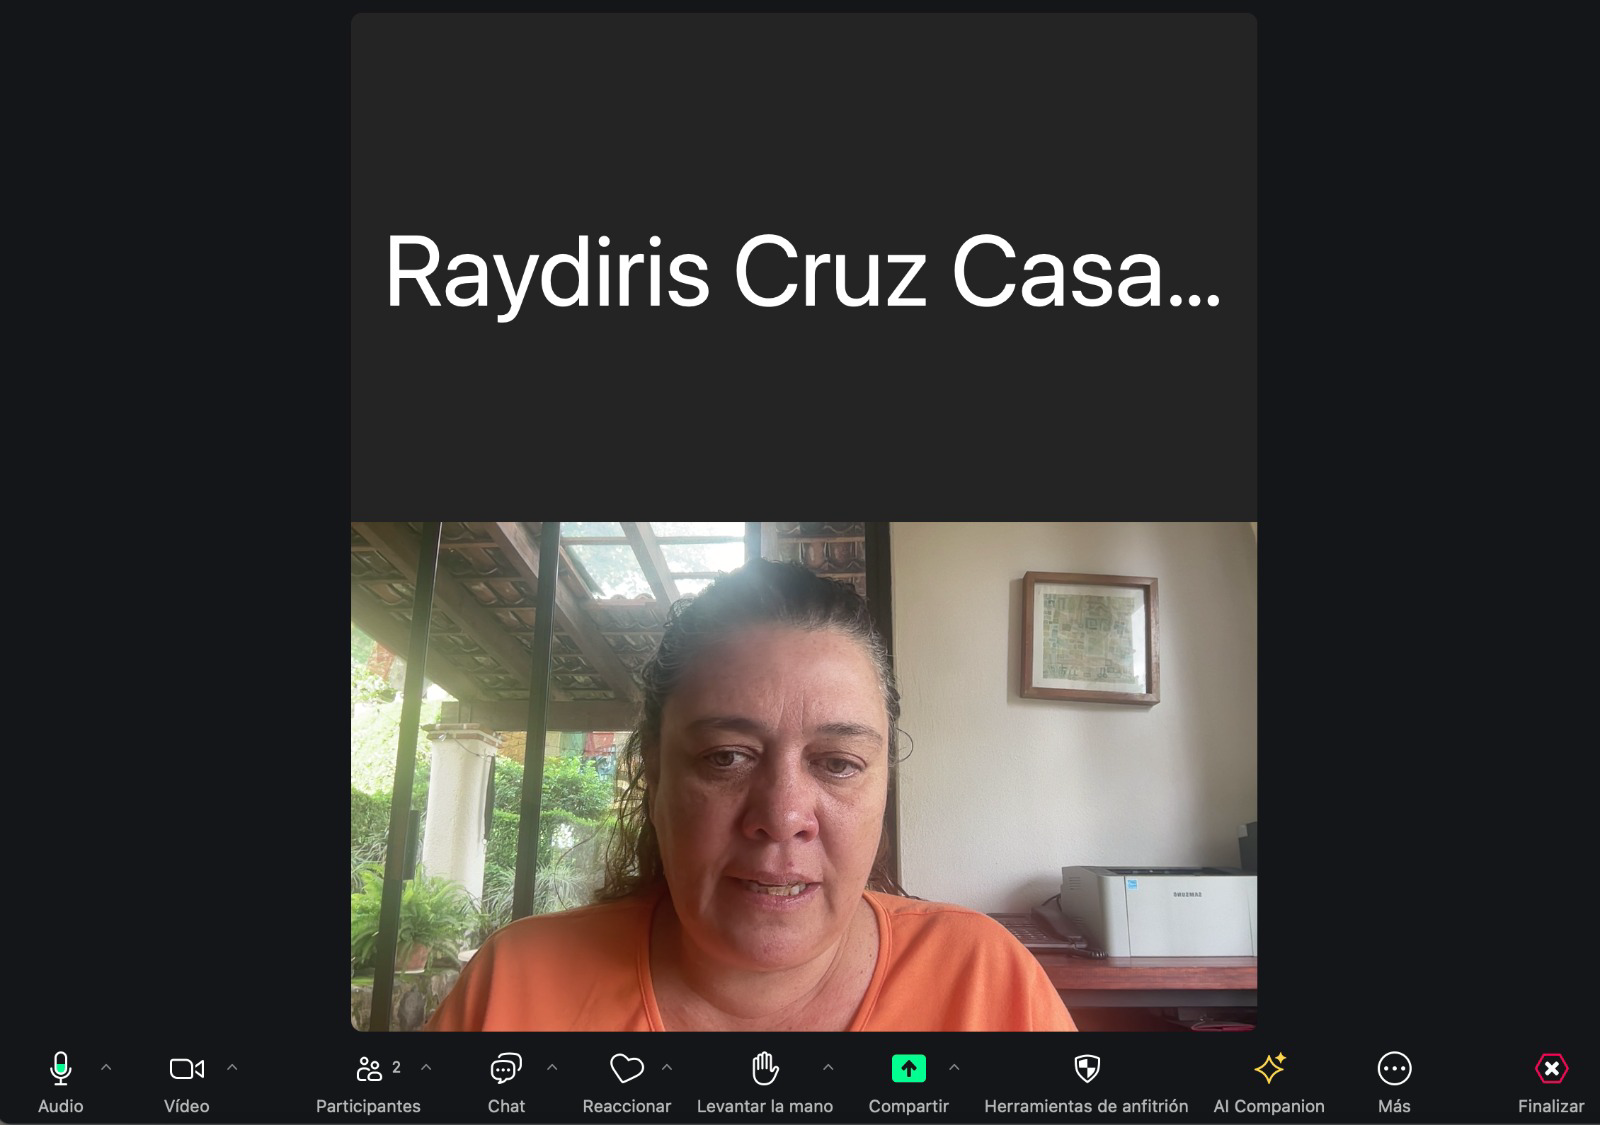 Raydiris Cruz Casa...
SAMSUNG
2
Audio
Vídeo
Participantes
Chat
Reaccionar
Levantar la mano
Compartir
Herramientas de anfitrión
AI Companion
Más
Finalizar